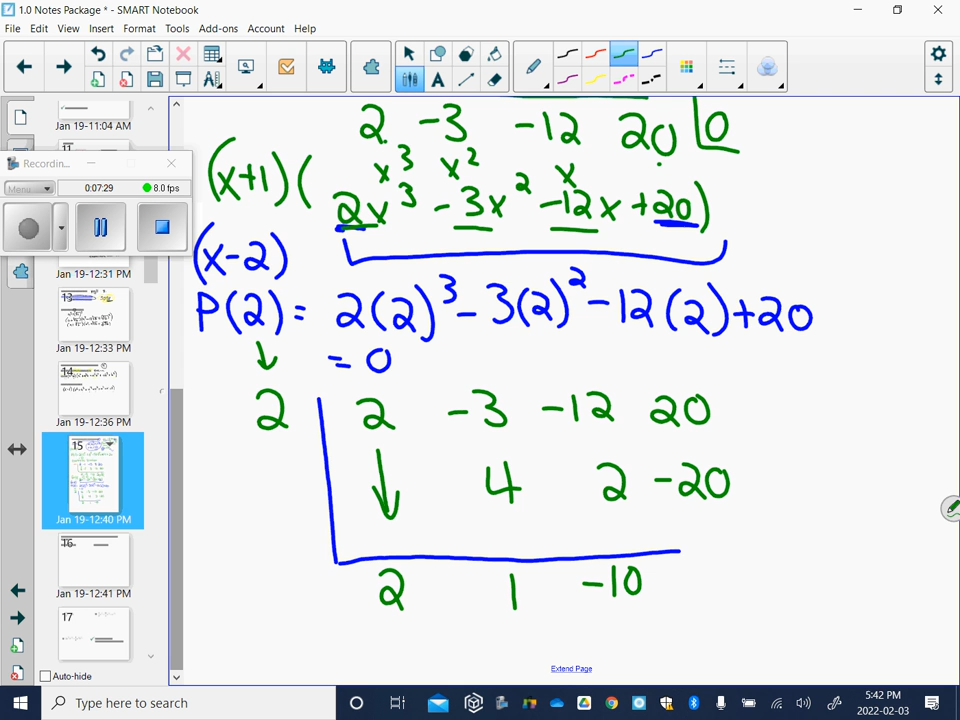 1.0 Notes Package * - SMART Notebook
File Edit View Insert Format Tools Add-ons Account Help
Jan 19-11:04 AM
11
Recordin...
Menu 0:07:29 8.0 fps
Jan 19-12:31 PM
13
Jan 19-12:33 PM
14
Jan 19-12:36 PM
15
Jan 19-12:40 PM
16
Jan 19-12:41 PM
17
Auto-hide
2 -3 -12 20 0
x³ x² x
(x+1)( 2x³ - 3x² -12x +20)
(x-2)
P(2) = 2(2)³ - 3(2)² - 12(2) + 20
= 0
2 2 -3 -12 20
4 2 -20
2 1 -10
Extend Page
Type here to search
5:42 PM
2022-02-03